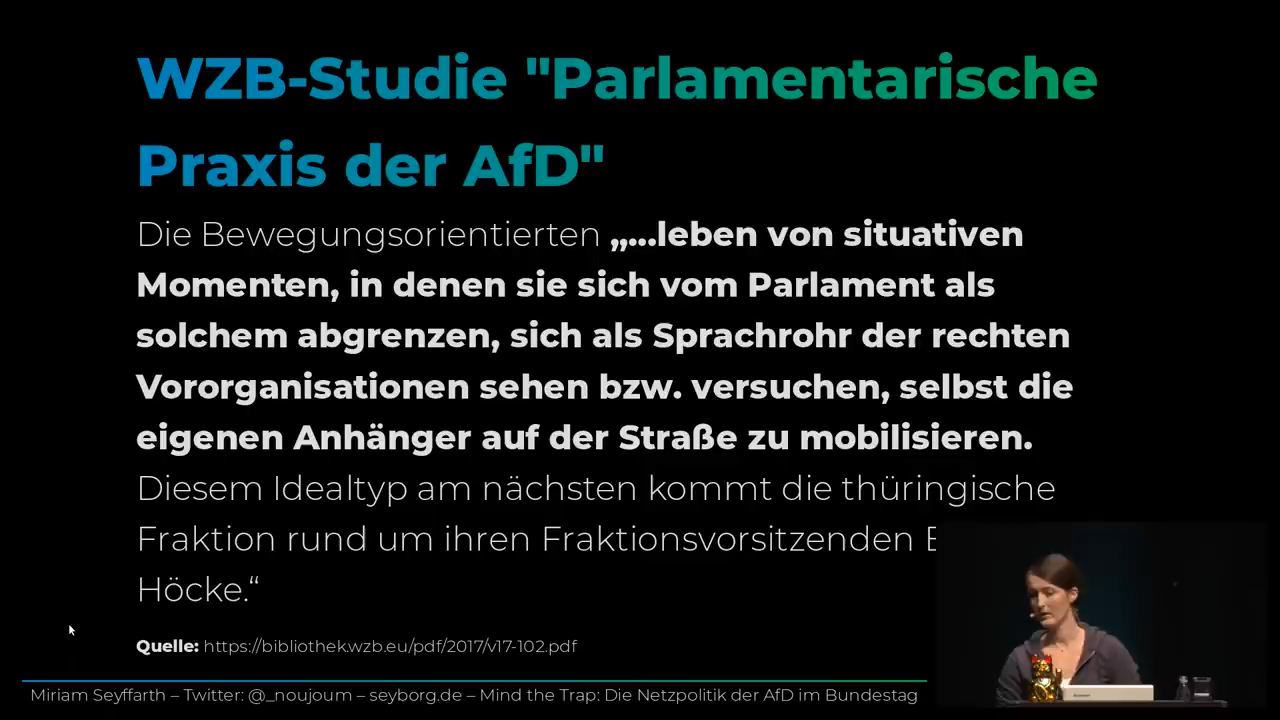 WZB-Studie "Parlamentarische
Praxis der AfD"
Die Bewegungsorientierten „...leben von situativen
Momenten, in denen sie sich vom Parlament als
solchem abgrenzen, sich als Sprachrohr der rechten
Vororganisationen sehen bzw. versuchen, selbst die
eigenen Anhänger auf der Straße zu mobilisieren.
Diesem Idealtyp am nächsten kommt die thüringische
Fraktion rund um ihren Fraktionsvorsitzenden
Höcke.“
Quelle: https://bibliothek.wzb.eu/pdf/2017/v17-102.pdf
Miriam Seyffarth – Twitter: @_noujoum – seyborg.de – Mind the Trap: Die Netzpolitik der AfD im Bundestag